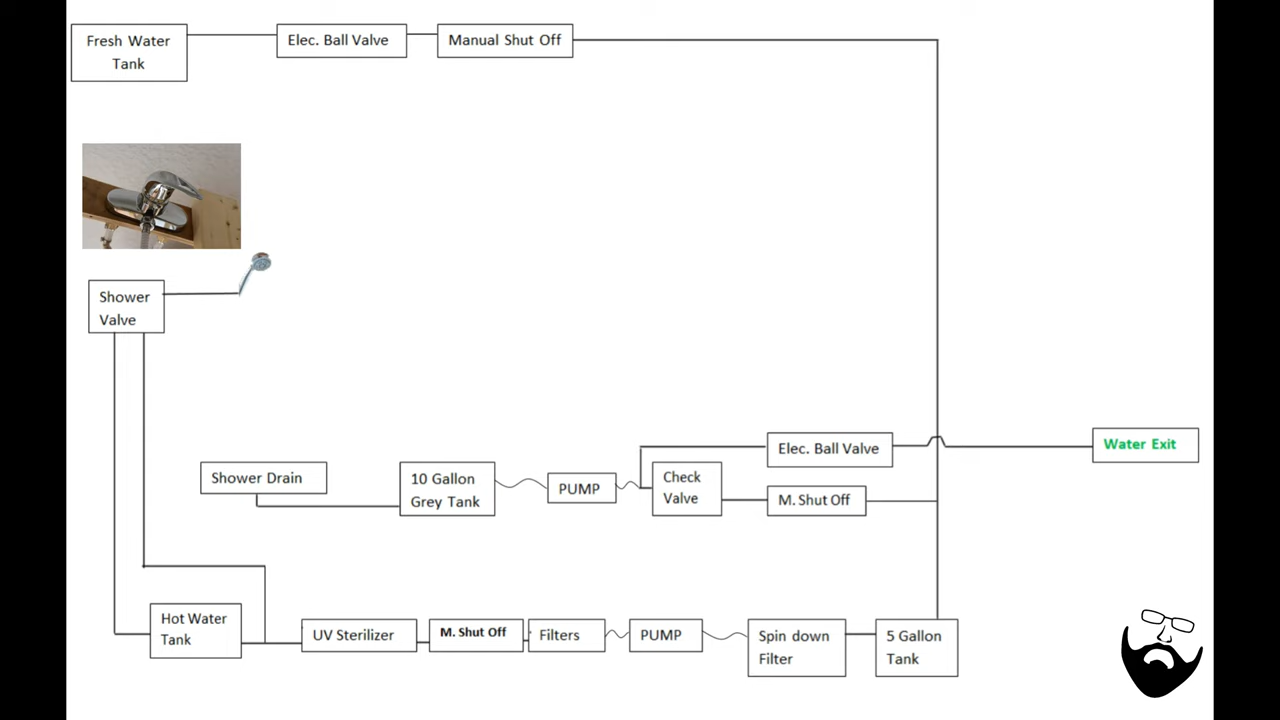 Fresh Water
Tank
Elec. Ball Valve
Manual Shut Off
Shower
Valve
Elec. Ball Valve
Water Exit
Shower Drain
10 Gallon
Grey Tank
PUMP
Check
Valve
M. Shut Off
Hot Water
Tank
UV Sterilizer
M. Shut Off
Filters
PUMP
Spin down
Filter
5 Gallon
Tank